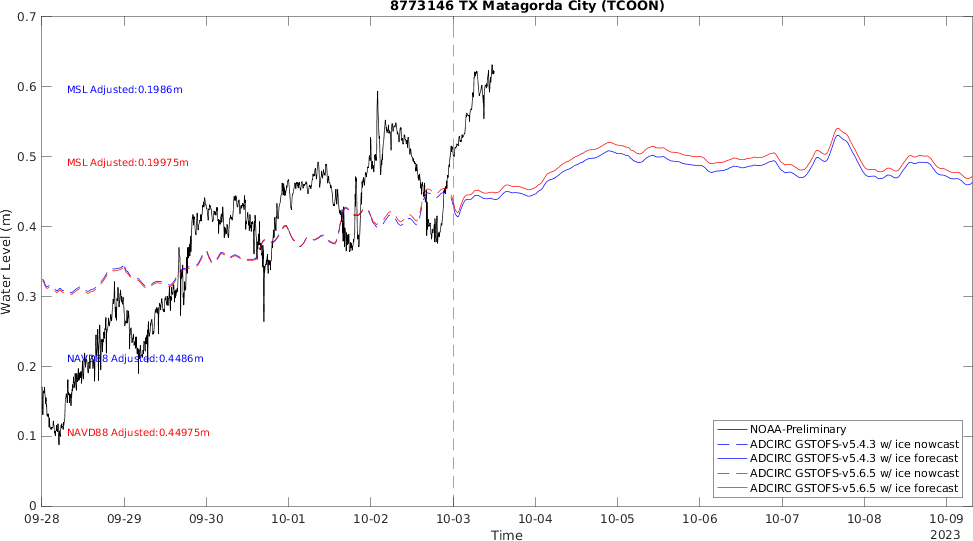 8773146 TX Matagorda City (TCOON)
0.7
0.6
0.5
0.4
0.3
0.2
0.1
0
Water Level (m)
MSL Adjusted:0.1986m
MSL Adjusted:0.19975m
NAVD88 Adjusted:0.4486m
NAVD88 Adjusted:0.44975m
NOAA-Preliminary
ADCIRC GSTOFS-v5.4.3 w/ ice nowcast
ADCIRC GSTOFS-v5.4.3 w/ ice forecast
ADCIRC GSTOFS-v5.6.5 w/ ice nowcast
ADCIRC GSTOFS-v5.6.5 w/ ice forecast
09-28 09-29 09-30 10-01 10-02 10-03 10-04 10-05 10-06 10-07 10-08 10-09
2023
Time